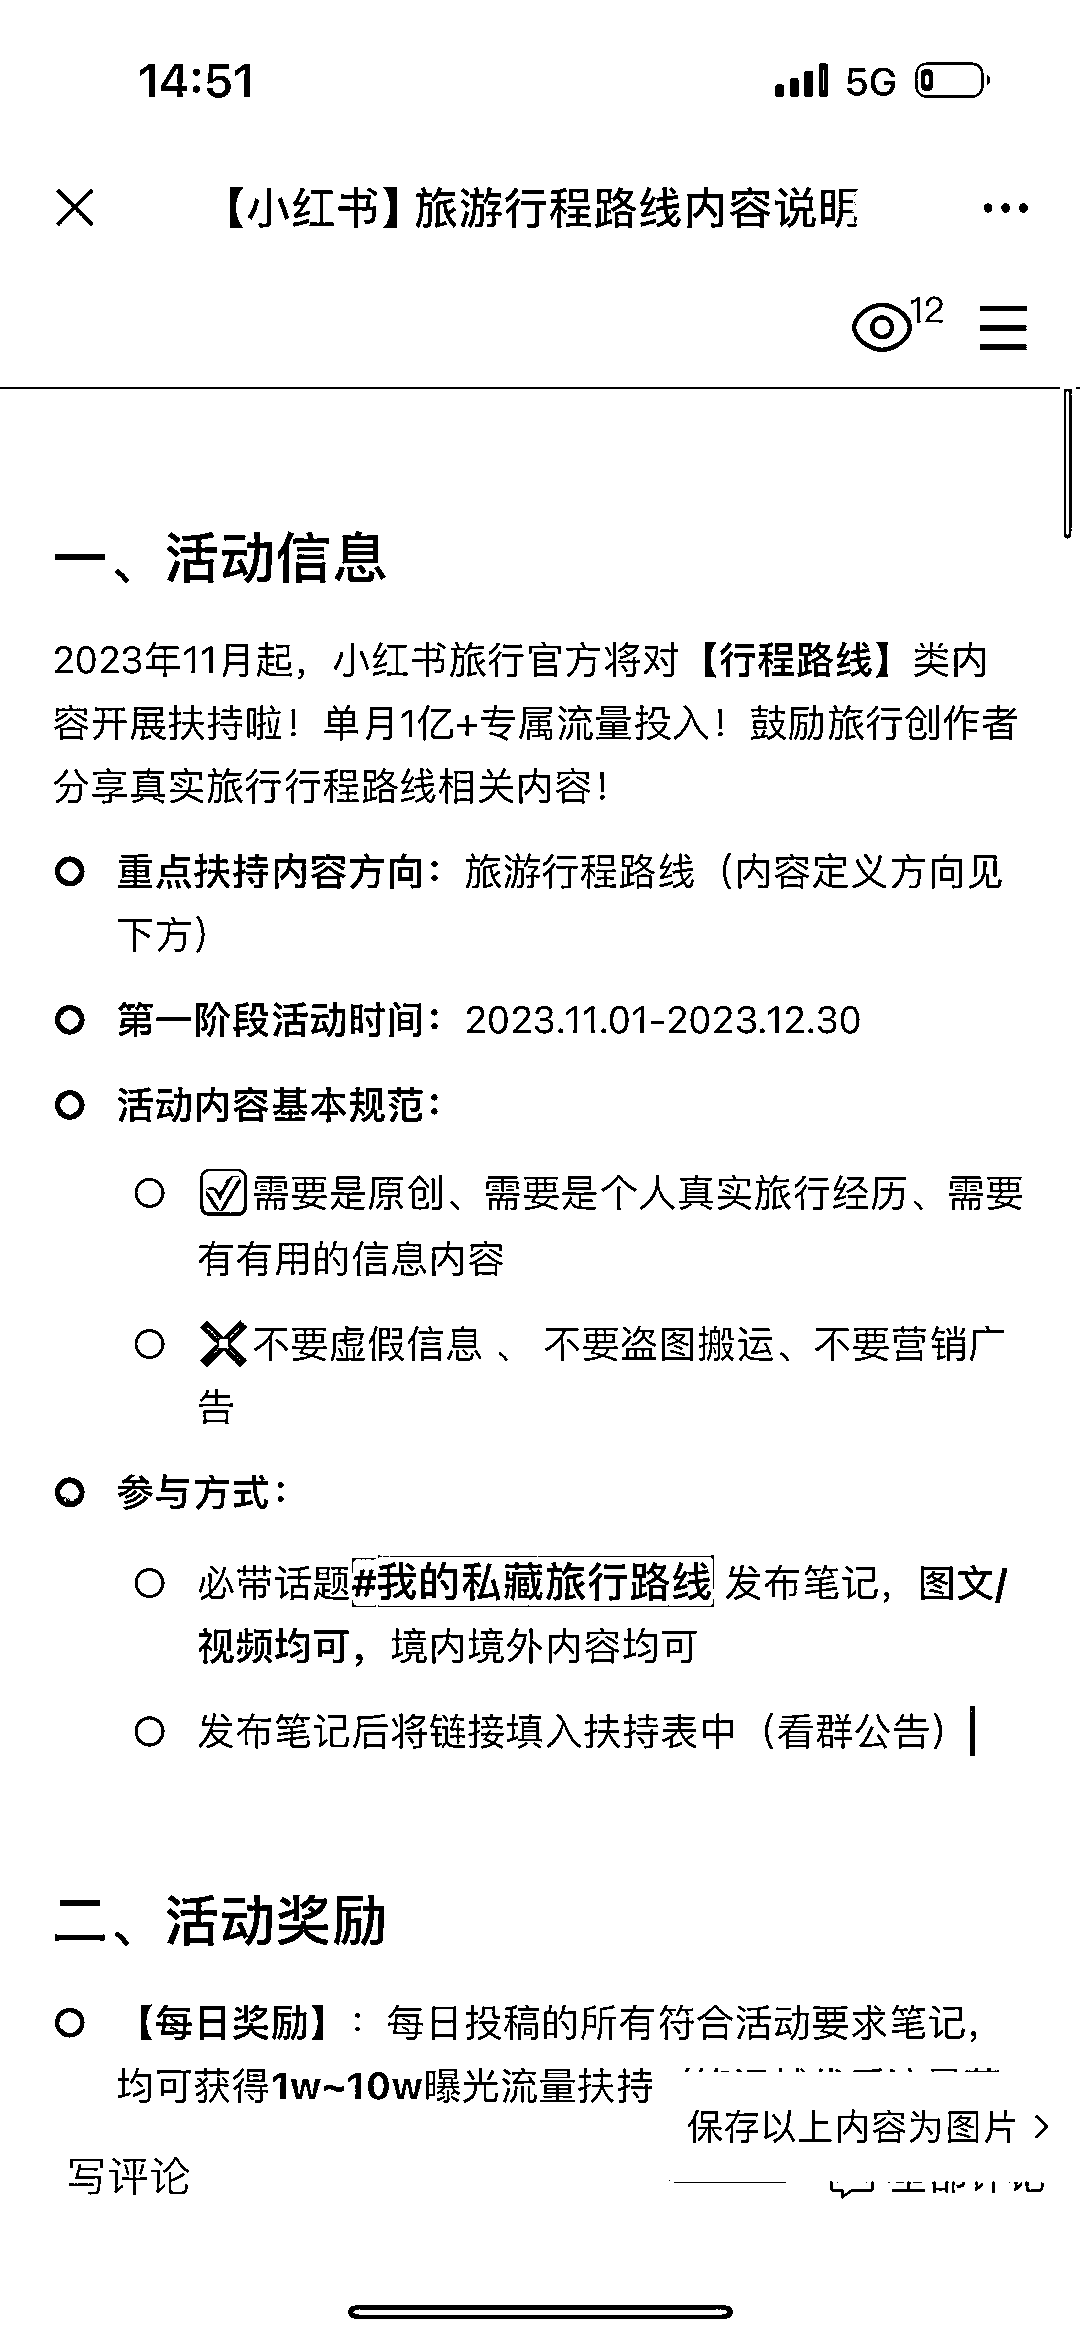 14:51
5G
【小红书】旅游行程路线内容说明
12
一、活动信息
2023年11月起，小红书旅行官方将对【行程路线】类内
容开展扶持啦！单月1亿+专属流量投入！鼓励旅行创作者
分享真实旅行行程路线相关内容！
重点扶持内容方向：旅游行程路线（内容定义方向见
下方）
第一阶段活动时间：2023.11.01-2023.12.30
活动内容基本规范：
需要是原创、需要是个人真实旅行经历、需要
有有用的信息内容
不要虚假信息 、 不要盗图搬运、不要营销广
告
参与方式：
必带话题#我的私藏旅行路线 发布笔记，图文/
视频均可，境内境外内容均可
发布笔记后将链接填入扶持表中（看群公告）
二、活动奖励
【每日奖励】：每日投稿的所有符合活动要求笔记，
均可获得1w~10w曝光流量扶持
保存以上内容为图片
写评论